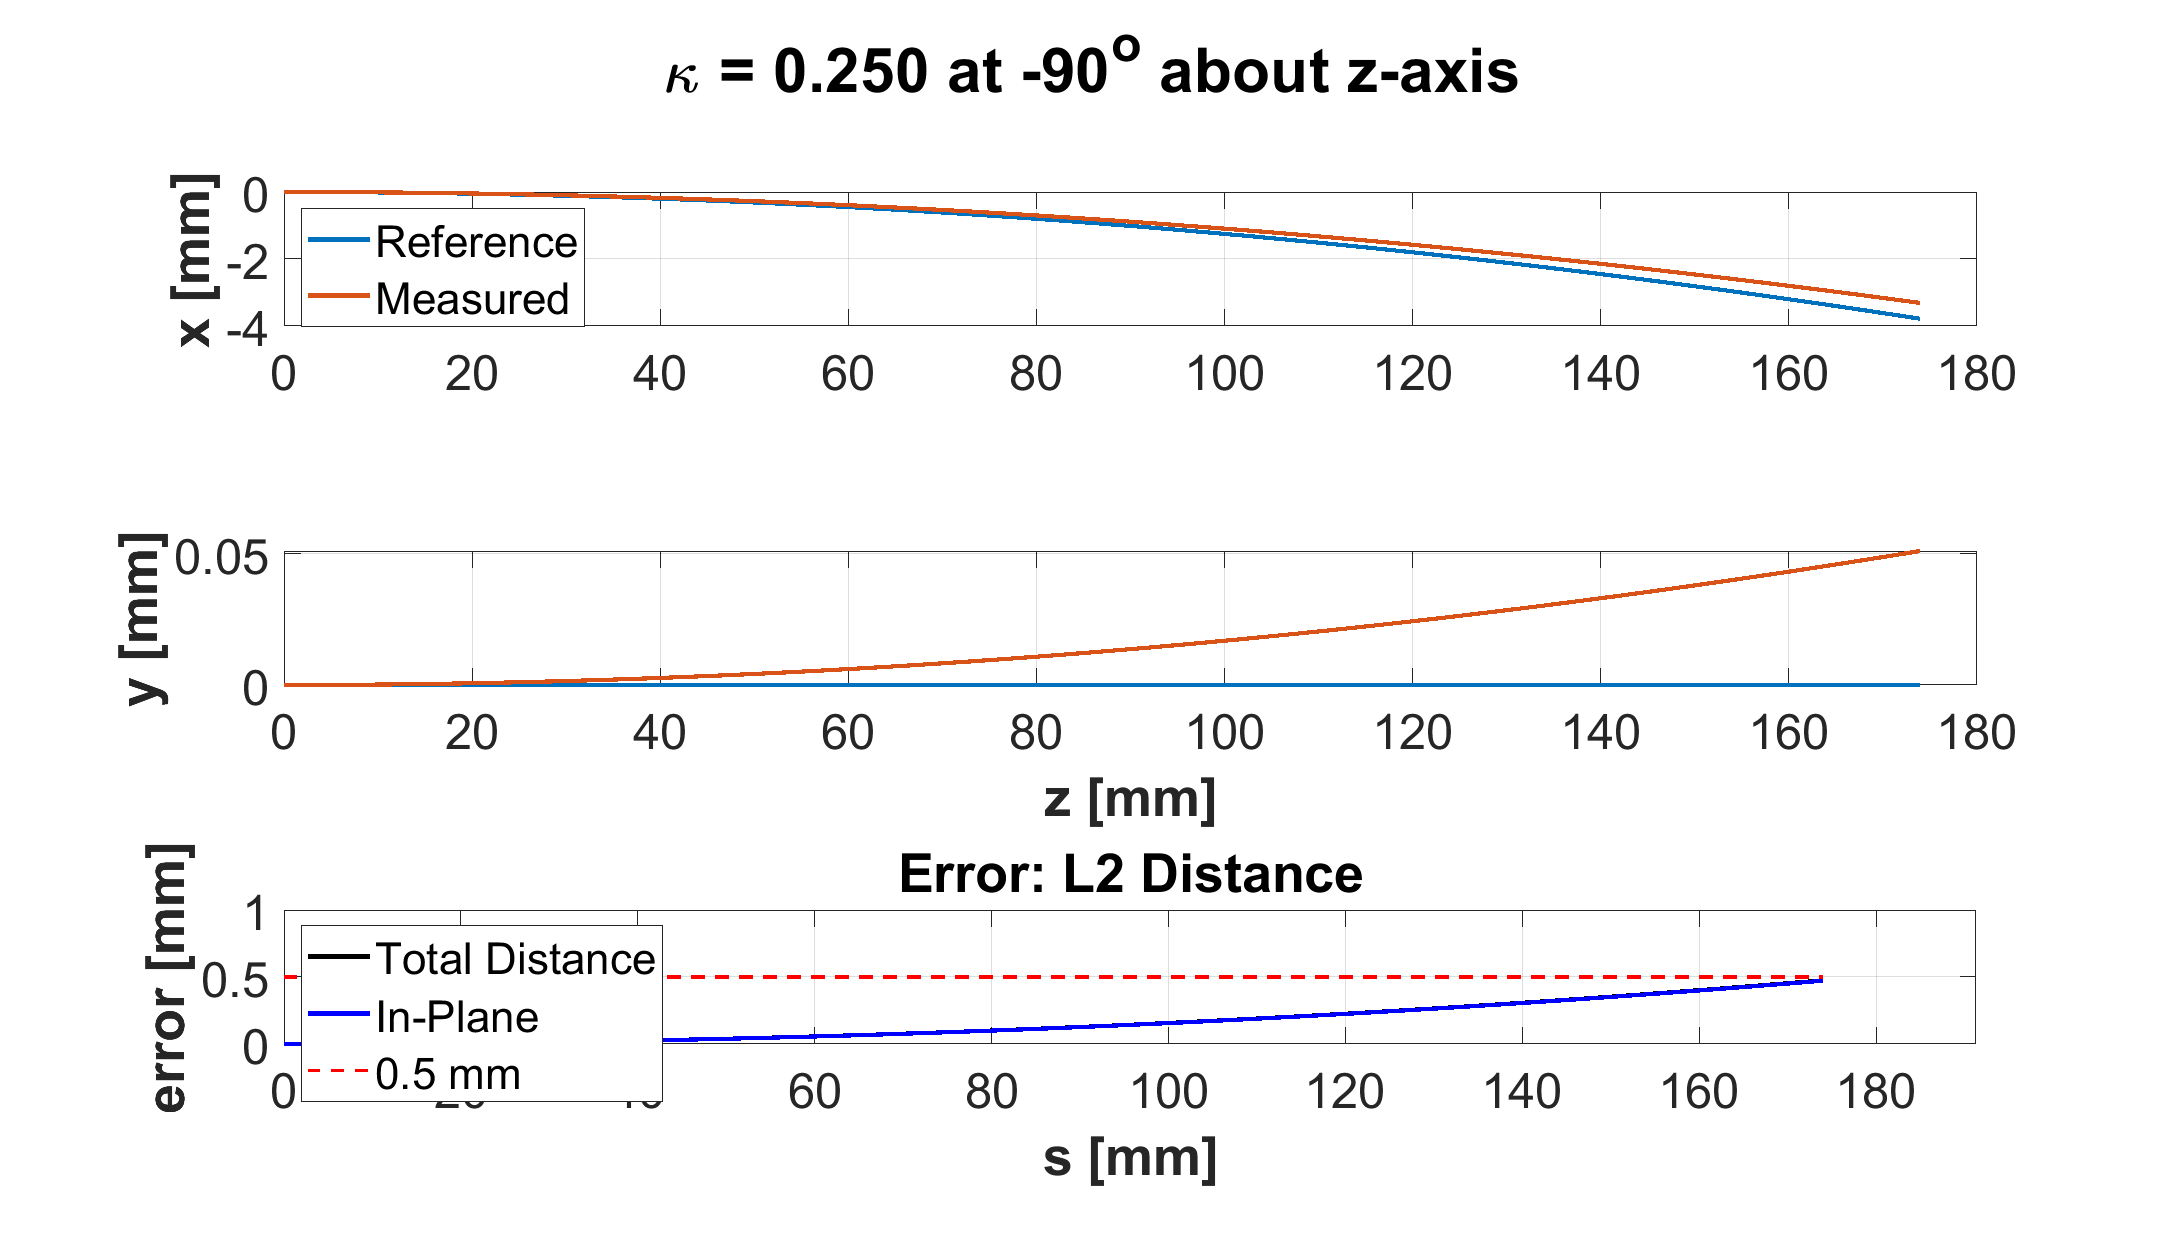 κ = 0.250 at -90° about z-axis
x [mm]
0
-2
-4
Reference
Measured
0 20 40 60 80 100 120 140 160 180
y [mm]
0.05
0
0 20 40 60 80 100 120 140 160 180
z [mm]
Error: L2 Distance
error [mm]
1
0.5
0
Total Distance
In-Plane
0.5 mm
0 60 80 100 120 140 160 180
s [mm]